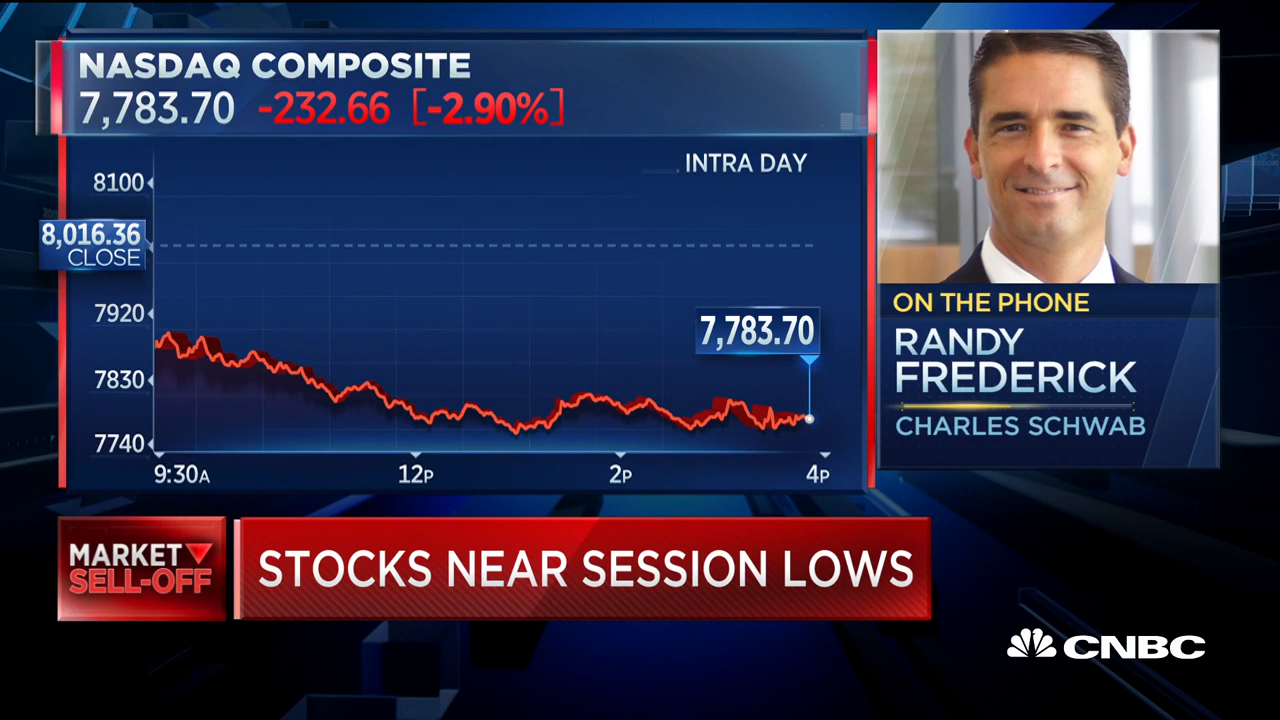 NASDAQ COMPOSITE
7,783.70 -232.66 [-2.90%]
INTRA DAY
8100
8,016.36
CLOSE
7920
7,783.70
7830
7740
9:30A 12P 2P 4P
ON THE PHONE
RANDY
FREDERICK
CHARLES SCHWAB
MARKET
SELL-OFF
STOCKS NEAR SESSION LOWS
CNBC